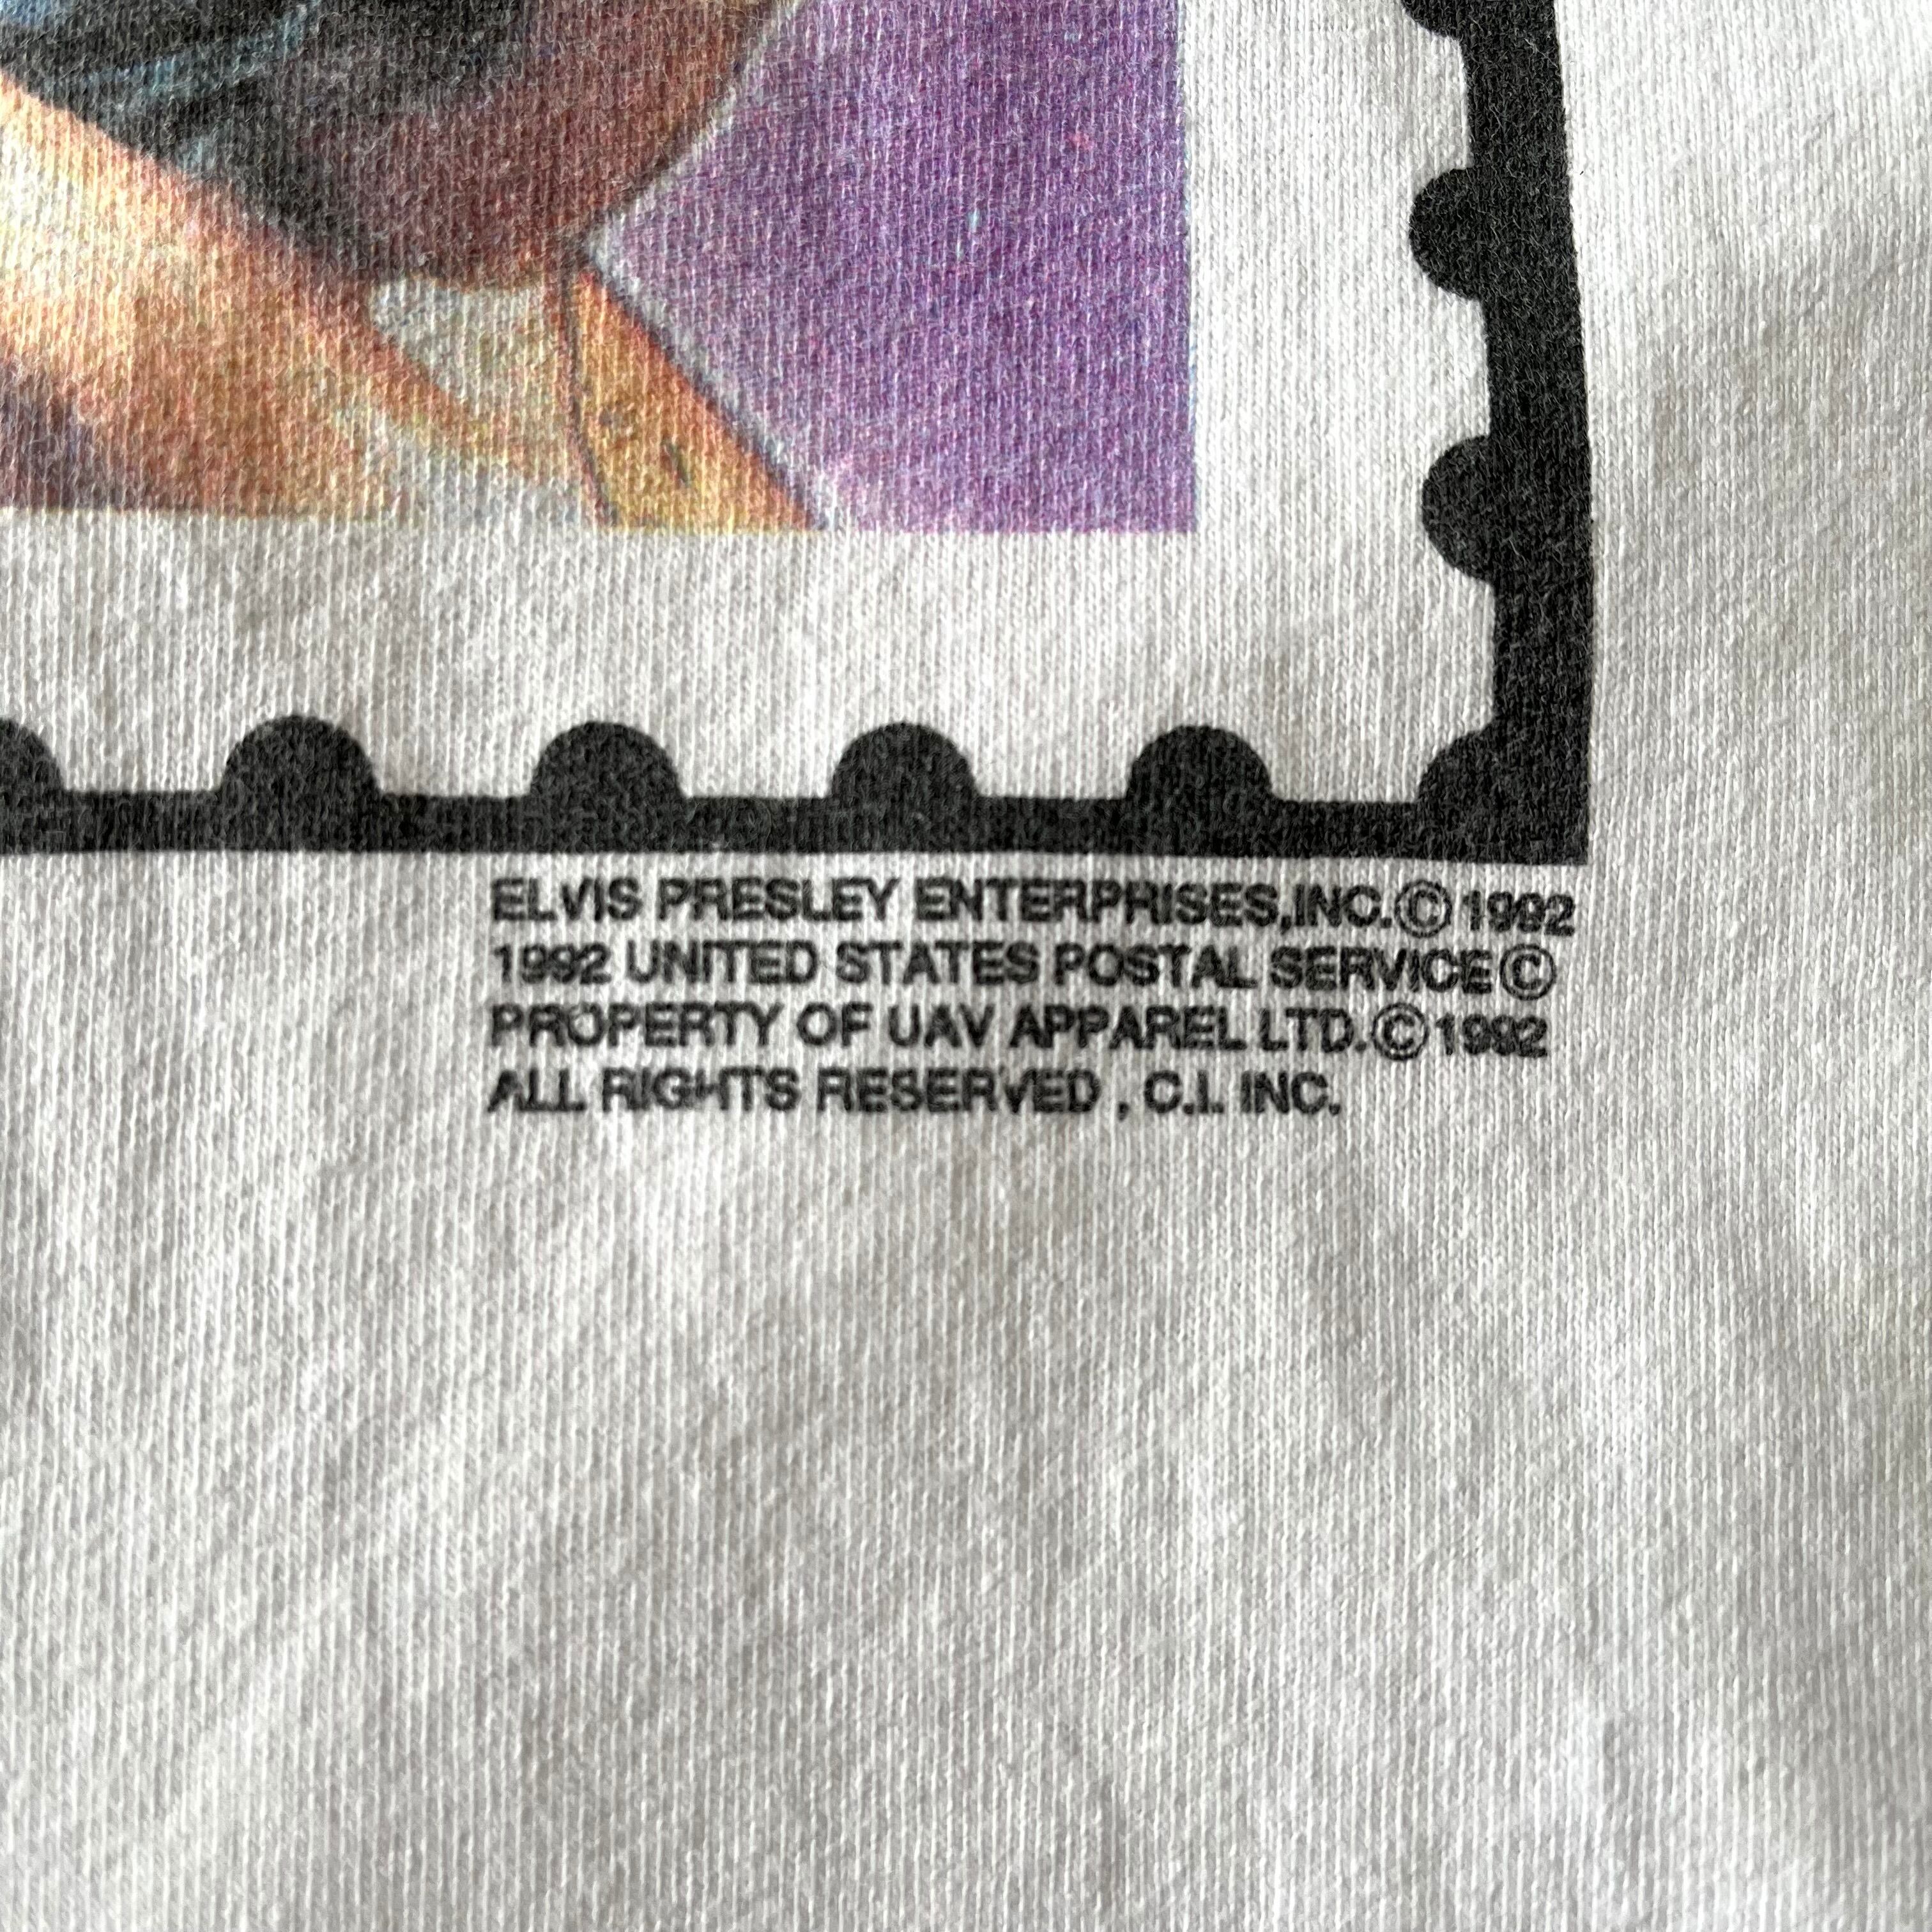 ELVIS PRESLEY ENTERPRISES,INC.©1992
1992 UNITED STATES POSTAL SERVICE©
PROPERTY OF UAV APPAREL LTD.©1992
ALL RIGHTS RESERVED , C.I. INC.